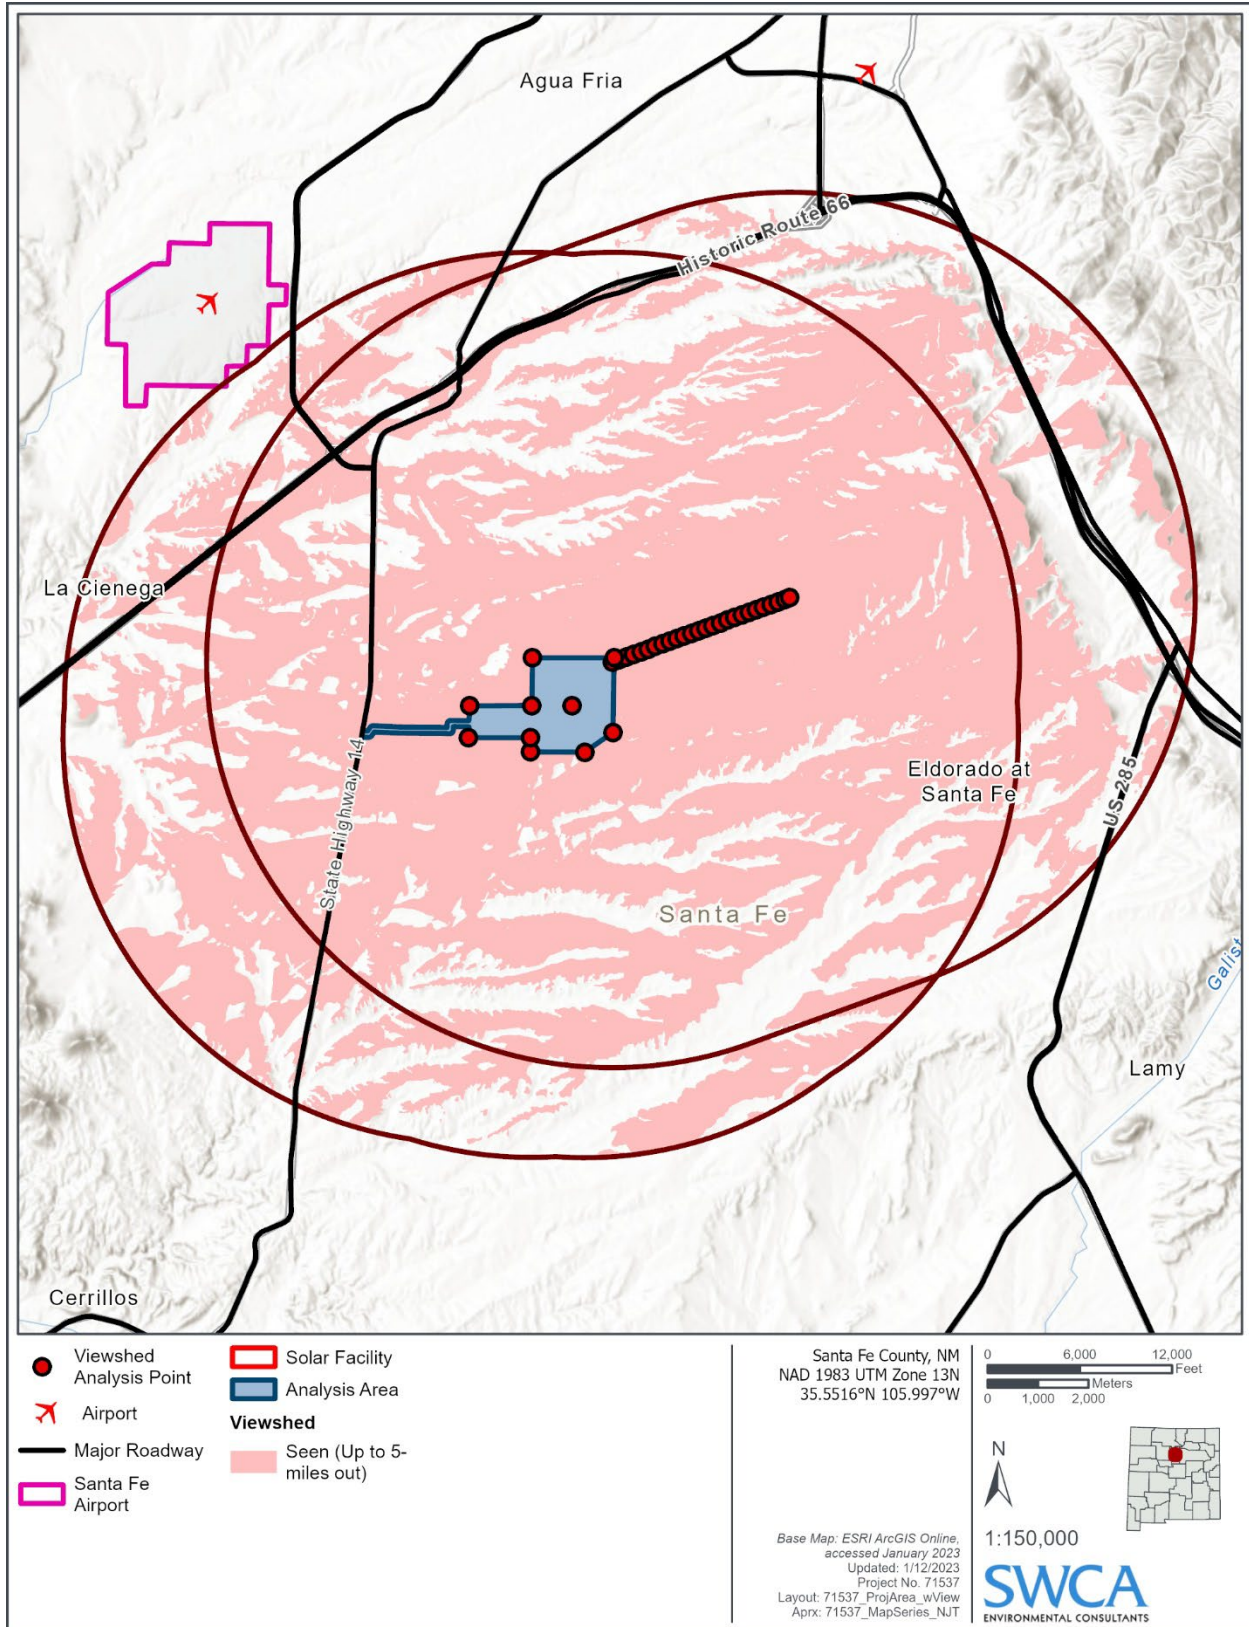 Agua Fria
Historic Route 66
La Cienega
State Highway 14
Eldorado at
Santa Fe
US 285
Santa Fe
Galist
Lamy
Cerrillos
Viewshed
Analysis Point
Airport
Major Roadway
Santa Fe
Airport
Solar Facility
Analysis Area
Viewshed
Seen (Up to 5-
miles out)
Santa Fe County, NM
NAD 1983 UTM Zone 13N
35.5516°N 105.997°W
Base Map: ESRI ArcGIS Online,
accessed January 2023
Updated: 1/12/2023
Project No. 71537
Layout: 71537_ProjArea_wView
Aprx: 71537_MapSeries_NJT
0 6,000 12,000
Feet
Meters
0 1,000 2,000
N
1:150,000
SWCA
ENVIRONMENTAL CONSULTANTS